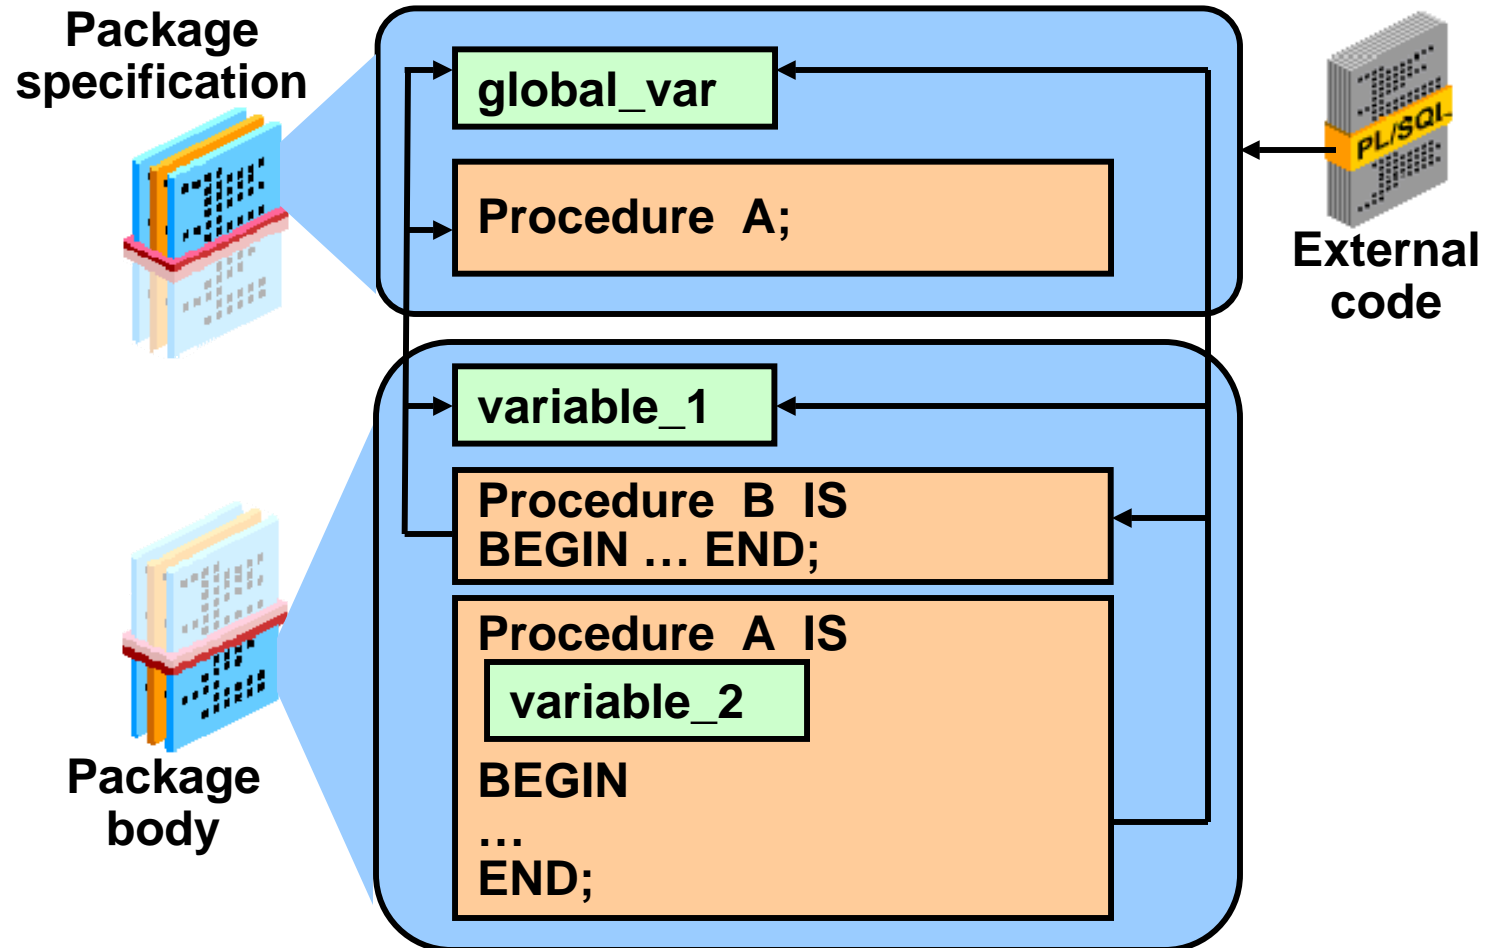 Package
specification
global_var
Procedure A;
PL/SQL
External
code
variable_1
Procedure B IS
BEGIN … END;
Procedure A IS
variable_2
BEGIN
…
END;
Package
body